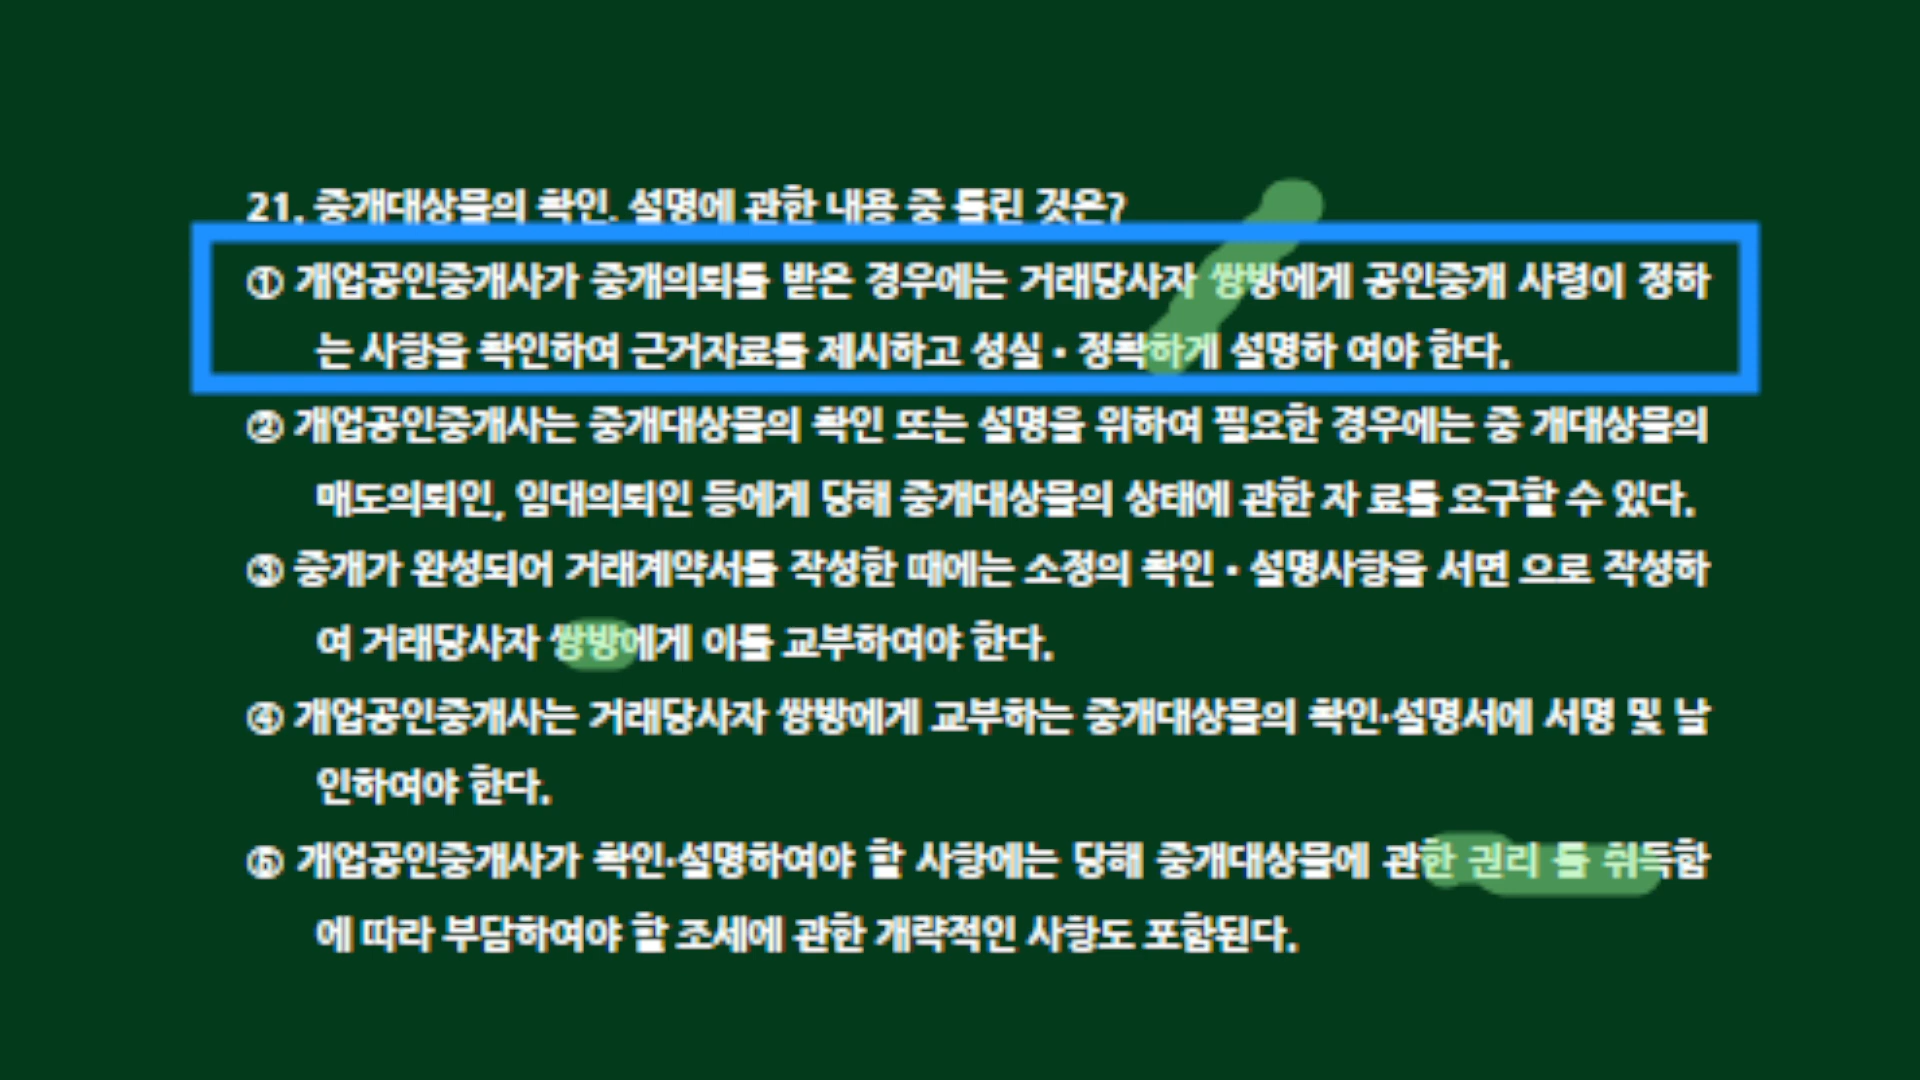 21. 중개대상물의 확인. 설명에 관한 내용 중 틀린 것은?
① 개업공인중개사가 중개의뢰를 받은 경우에는 거래당사자 쌍방에게 공인중개 사령이 정하
는 사항을 확인하여 근거자료를 제시하고 성실・정확하게 설명하 여야 한다.
② 개업공인중개사는 중개대상물의 확인 또는 설명을 위하여 필요한 경우에는 중 개대상물의
매도의뢰인, 임대의뢰인 등에게 당해 중개대상물의 상태에 관한 자 료를 요구할 수 있다.
③ 중개가 완성되어 거래계약서를 작성한 때에는 소정의 확인・설명사항을 서면 으로 작성하
여 거래당사자 쌍방에게 이를 교부하여야 한다.
④ 개업공인중개사는 거래당사자 쌍방에게 교부하는 중개대상물의 확인·설명서에 서명 및 날
인하여야 한다.
⑤ 개업공인중개사가 확인·설명하여야 할 사항에는 당해 중개대상물에 관한 권리 를 취득함
에 따라 부담하여야 할 조세에 관한 개략적인 사항도 포함된다.